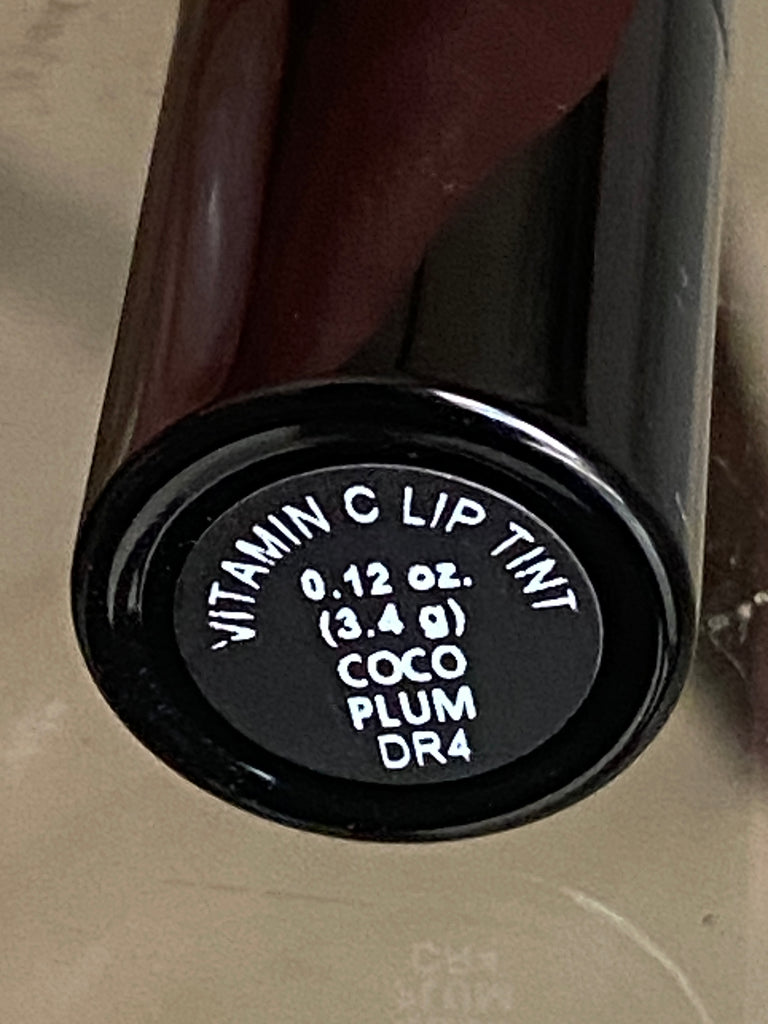 VITAMIN C LIP TINT
0.12 oz.
(3.4 g)
COCO
PLUM
DR4